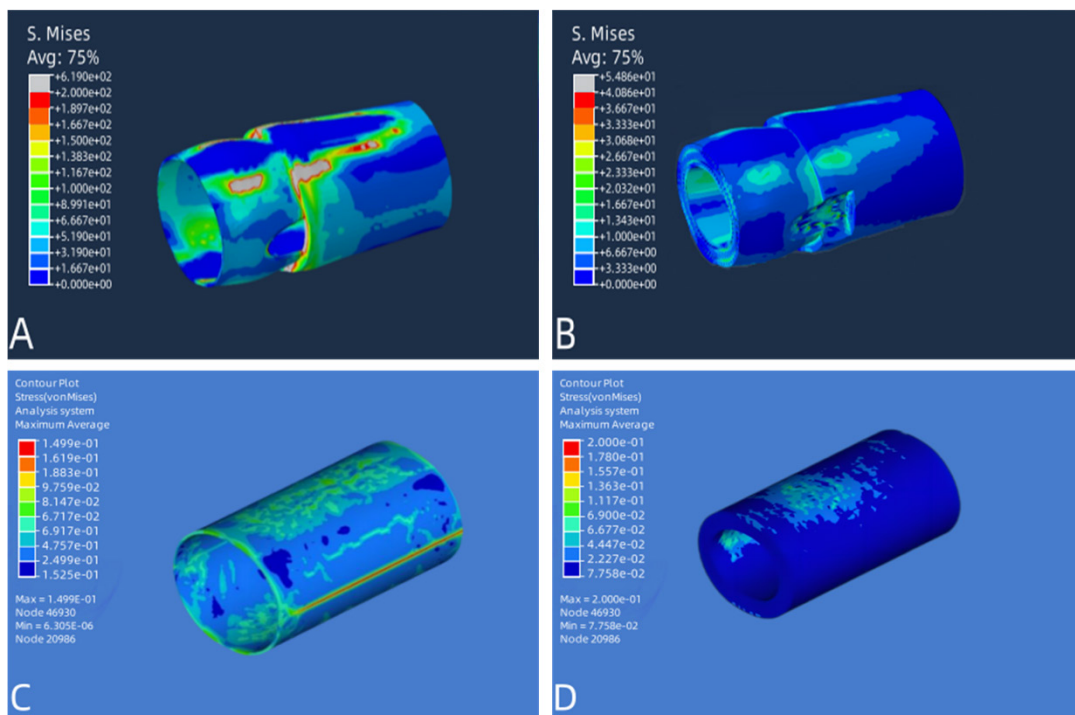 S. Mises
Avg: 75%
+6.190e+02
+2.000e+02
+1.897e+02
+1.667e+02
+1.500e+02
+1.383e+02
+1.167e+02
+1.000e+02
+8.991e+01
+6.667e+01
+5.190e+01
+3.190e+01
+1.667e+01
+0.000e+00
A
S. Mises
Avg: 75%
+5.486e+01
+4.086e+01
+3.667e+01
+3.333e+01
+3.068e+01
+2.667e+01
+2.333e+01
+2.032e+01
+1.667e+01
+1.343e+01
+1.000e+01
+6.667e+00
+3.333e+00
+0.000e+00
B
Contour Plot
Stress(vonMises)
Analysis system
Maximum Average
1.499e-01
1.619e-01
1.883e-01
9.759e-02
8.147e-02
6.717e-02
6.917e-01
4.757e-01
2.499e-01
1.525e-01
Max = 1.499E-01
Node 46930
Min = 6.305E-06
Node 20986
C
Contour Plot
Stress(vonMises)
Analysis system
Maximum Average
2.000e-01
1.780e-01
1.557e-01
1.363e-01
1.117e-01
6.900e-02
6.677e-02
4.447e-02
2.227e-02
7.758e-02
Max = 2.000e-01
Node 46930
Min = 7.758e-02
Node 20986
D